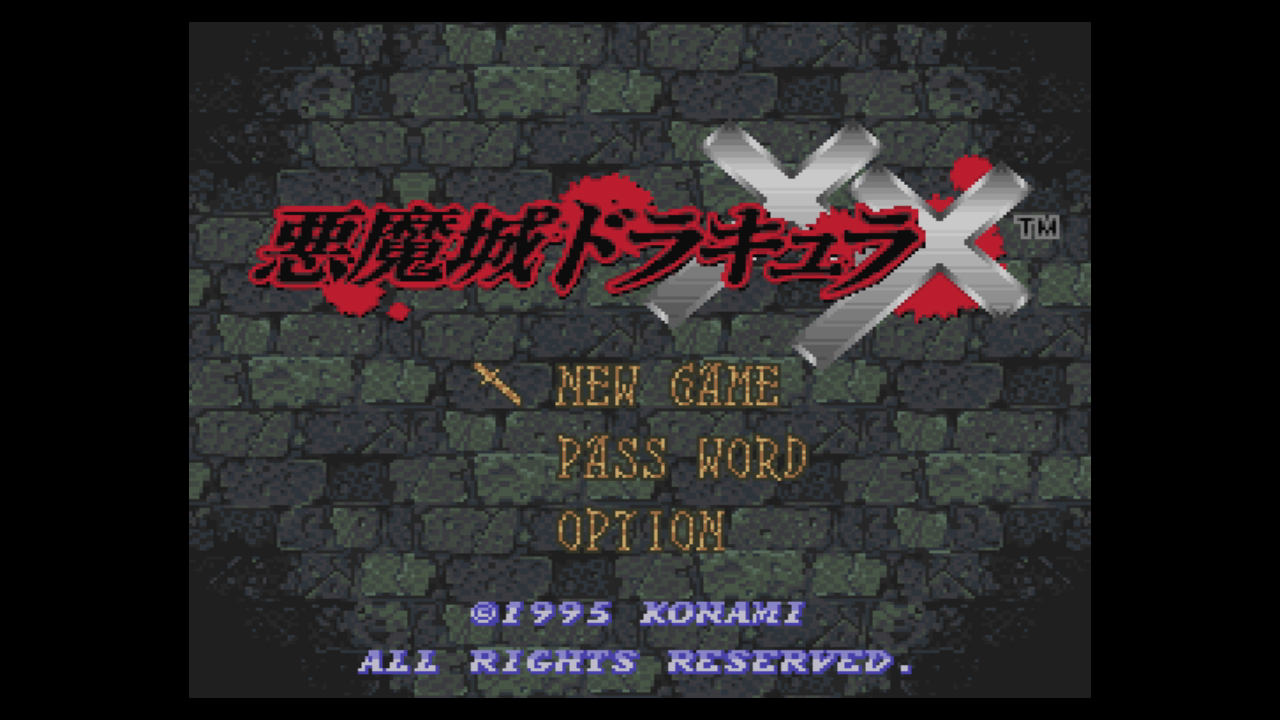 悪魔城ドラキュラXX™
NEW GAME
PASS WORD
OPTION
©1995 KONAMI
ALL RIGHTS RESERVED.